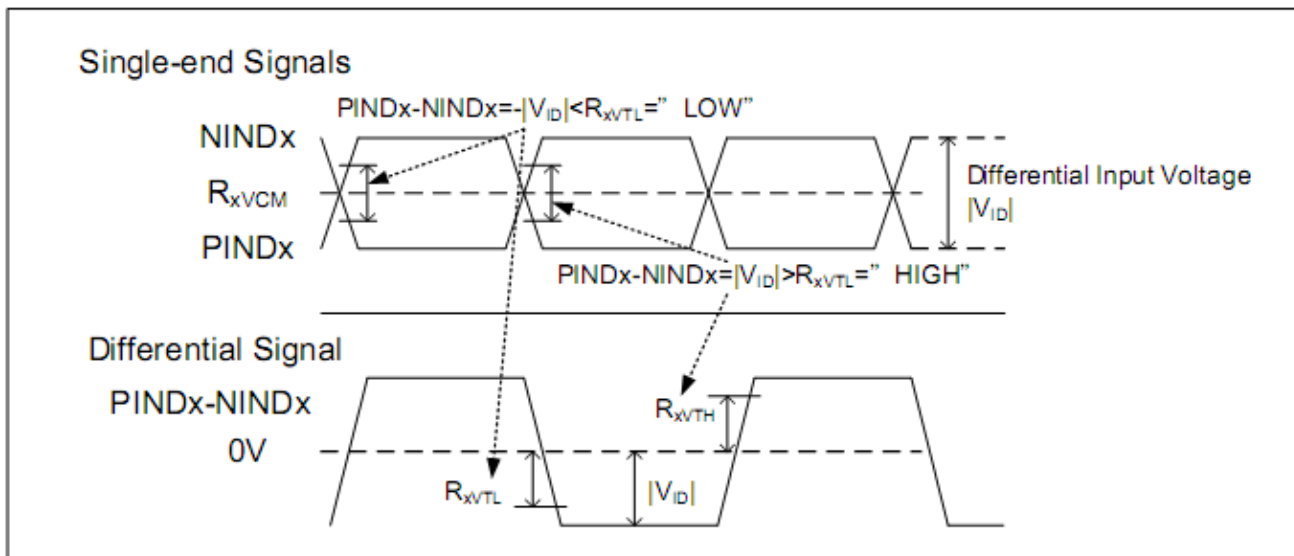 Single-end Signals
PINDx-NINDx=-|VID|<RxVTL=” LOW”
NINDx
RxVCM
PINDx
Differential Input Voltage
|VID|
PINDx-NINDx=|VID|>RxVTL=” HIGH”
Differential Signal
PINDx-NINDx
RxVTH
0V
RxVTL
|VID|